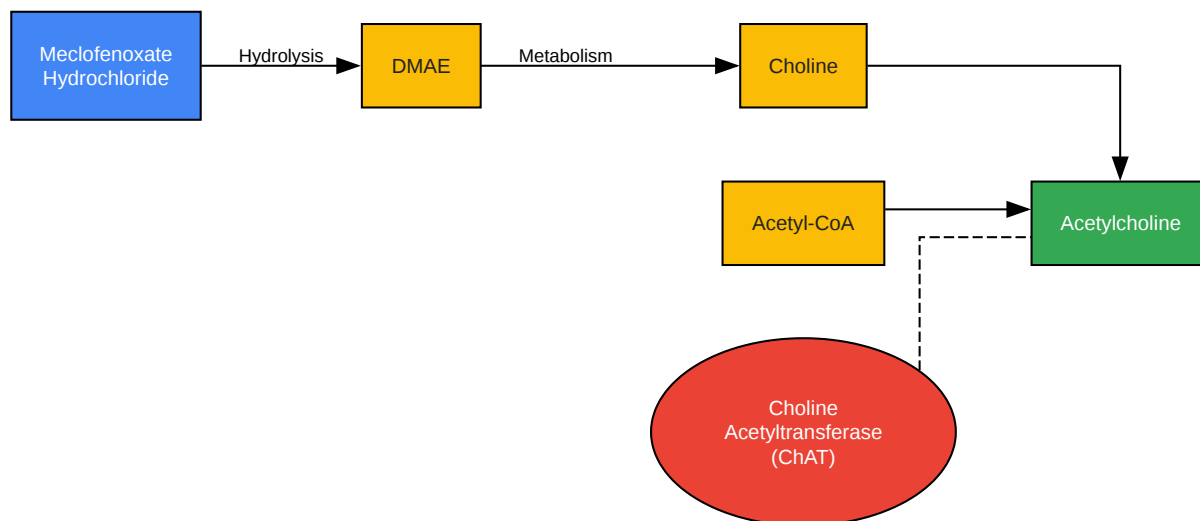 Meclofenoxate
Hydrochloride
Hydrolysis
DMAE
Metabolism
Choline
Acetyl-CoA
Acetylcholine
Choline
Acetyltransferase
(ChAT)